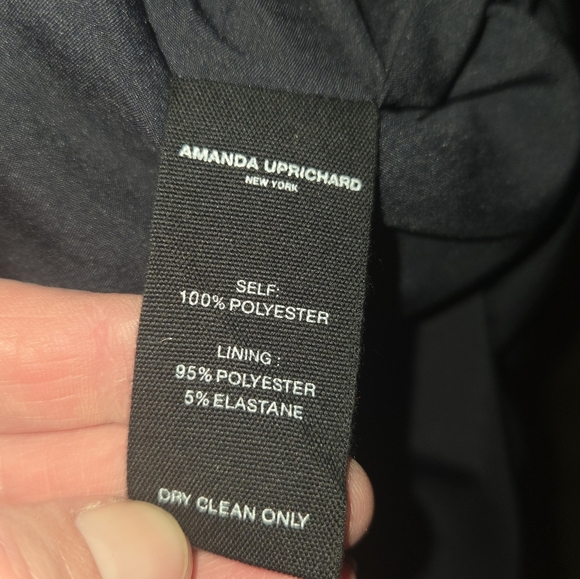 AMANDA UPRICHARD
NEW YORK
SELF:
100% POLYESTER
LINING :
95% POLYESTER
5% ELASTANE
DRY CLEAN ONLY